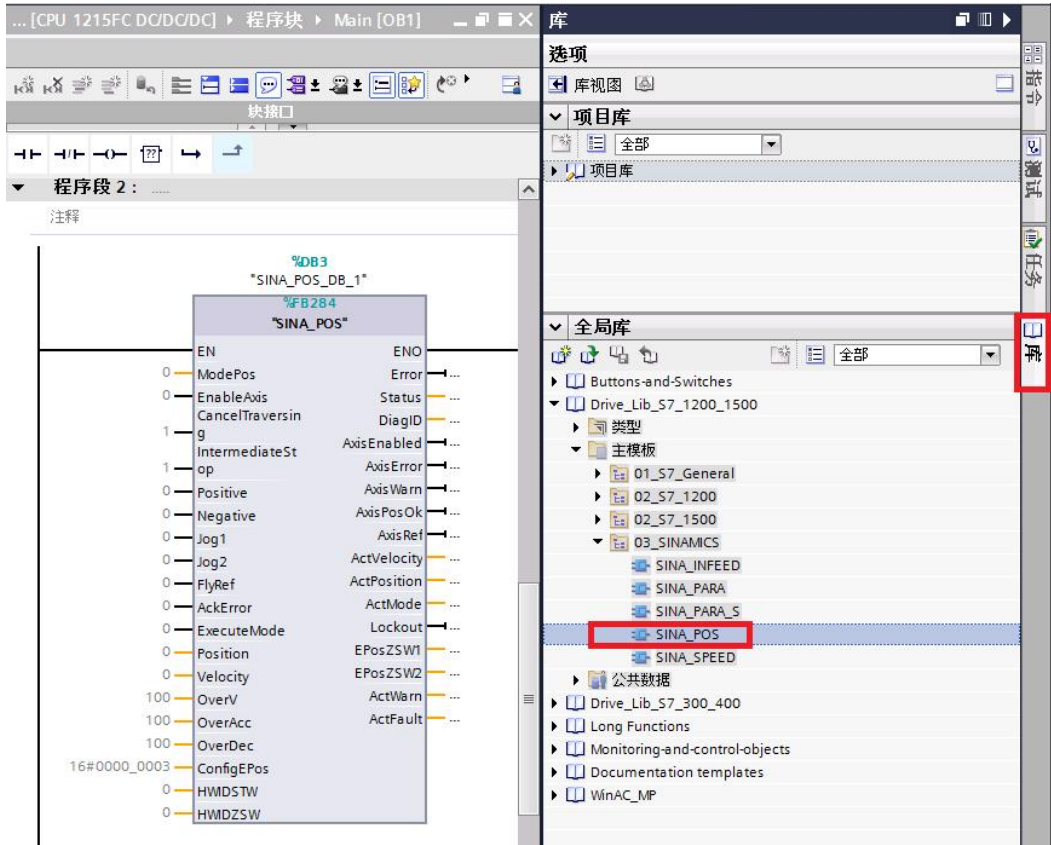 ... [CPU 1215FC DC/DC/DC] ▸ 程序块 ▸ Main [OB1]
块接口
??
程序段 2： .....
注释
%DB3
"SINA_POS_DB_1"
%FB284
"SINA_POS"
EN ENO
0 ModePos Error ...
0 EnableAxis Status ...
CancelTraversin
1 g DiagID ...
IntermediateSt AxisEnabled ...
1 op AxisError ...
0 Positive AxisWarn ...
0 Negative AxisPosOk ...
0 Jog1 AxisRef ...
0 Jog2 ActVelocity ...
0 FlyRef ActPosition ...
0 AckError ActMode ...
0 ExecuteMode Lockout ...
0 Position EPosZSW1 ...
0 Velocity EPosZSW2 ...
100 OverV ActWarn ...
100 OverAcc ActFault ...
100 OverDec
16#0000_0003 ConfigEPos
0 HWIDSTW
0 HWIDZSW
库
选项
库视图
项目库
全部
项目库
全局库
全部
Buttons-and-Switches
Drive_Lib_S7_1200_1500
类型
主模板
01_S7_General
02_S7_1200
02_S7_1500
03_SINAMICS
SINA_INFEED
SINA_PARA
SINA_PARA_S
SINA_POS
SINA_SPEED
公共数据
Drive_Lib_S7_300_400
Long Functions
Monitoring-and-control-objects
Documentation templates
WinAC_MP
指令
测试
任务
库